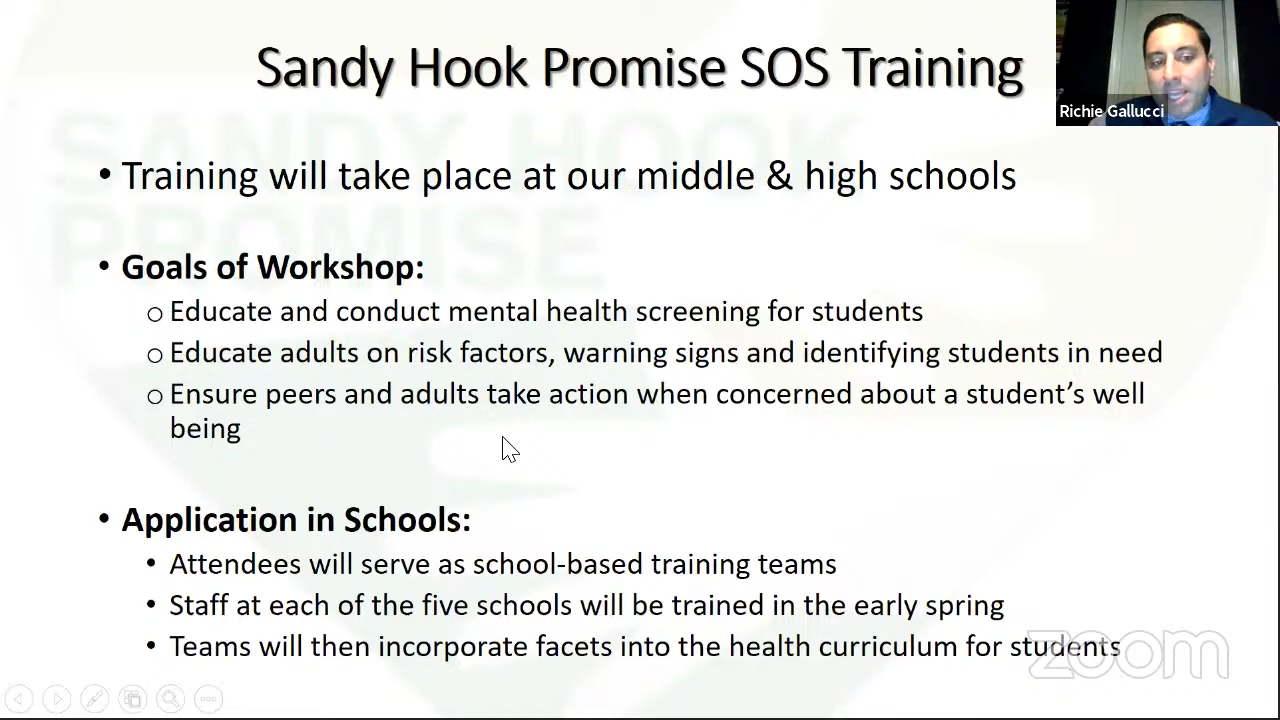 Sandy Hook Promise SOS Training
Richie Gallucci
• Training will take place at our middle & high schools
• Goals of Workshop:
o Educate and conduct mental health screening for students
o Educate adults on risk factors, warning signs and identifying students in need
o Ensure peers and adults take action when concerned about a student’s well
being
• Application in Schools:
• Attendees will serve as school-based training teams
• Staff at each of the five schools will be trained in the early spring
• Teams will then incorporate facets into the health curriculum for students
zoom
SANDY HOOK
PROMISE